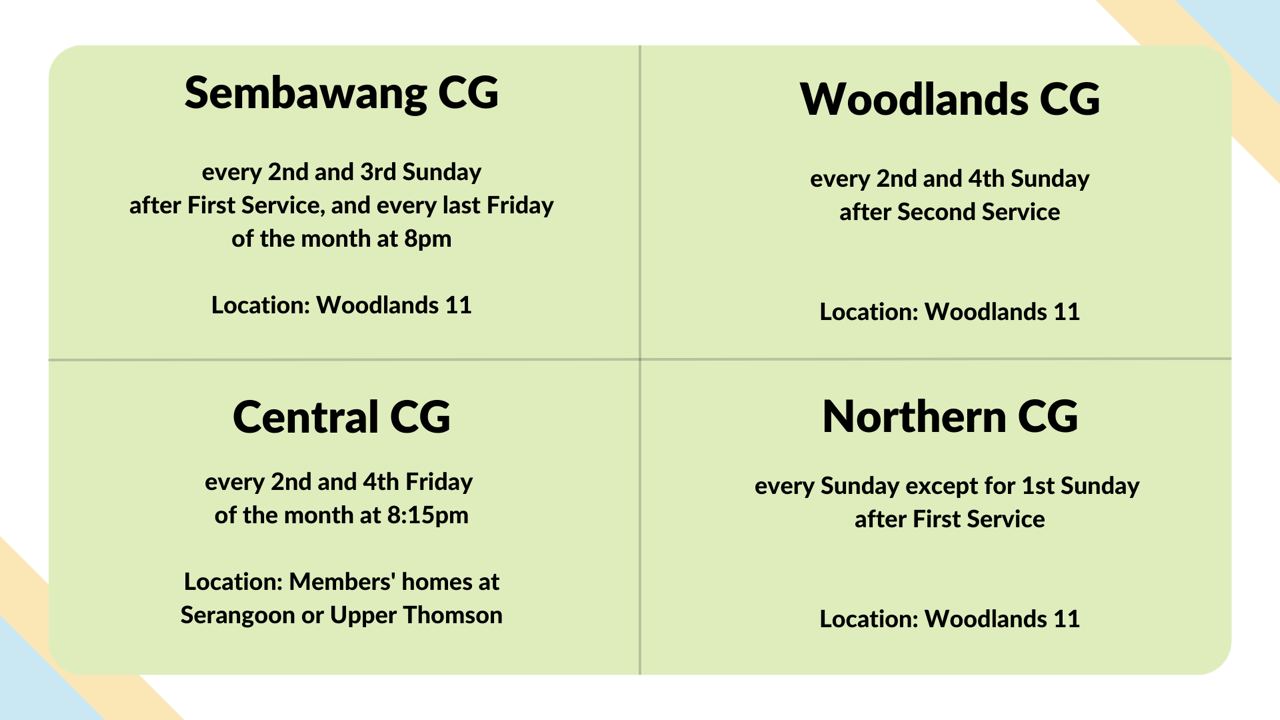 Sembawang CG
every 2nd and 3rd Sunday
after First Service, and every last Friday
of the month at 8pm
Location: Woodlands 11
Woodlands CG
every 2nd and 4th Sunday
after Second Service
Location: Woodlands 11
Central CG
every 2nd and 4th Friday
of the month at 8:15pm
Location: Members' homes at
Serangoon or Upper Thomson
Northern CG
every Sunday except for 1st Sunday
after First Service
Location: Woodlands 11